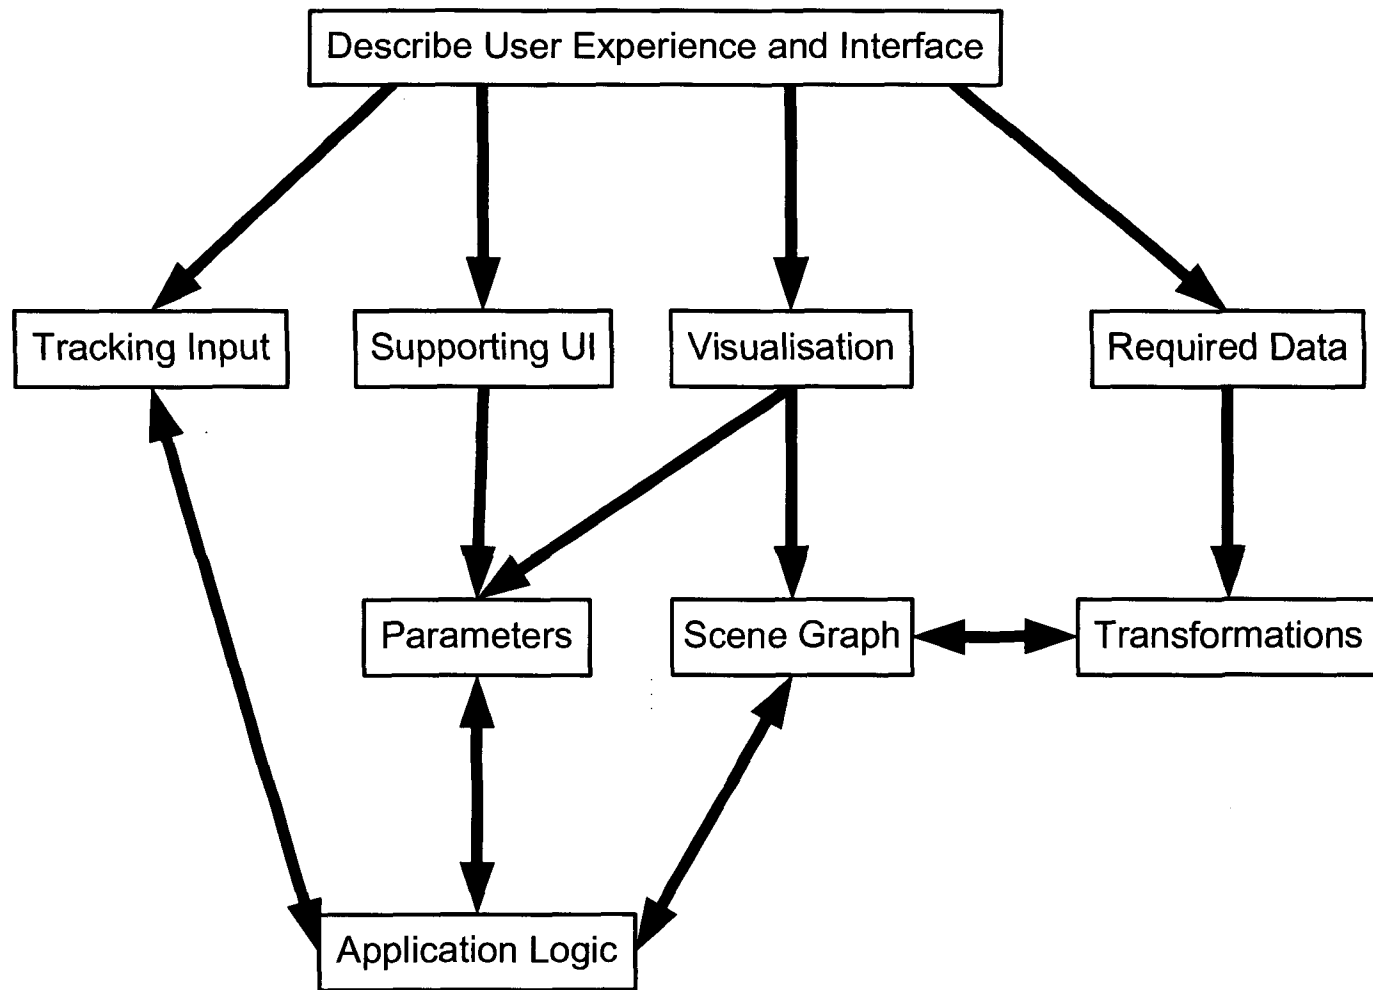 Describe User Experience and Interface
Tracking Input
Supporting UI
Visualisation
Required Data
Parameters
Scene Graph
Transformations
Application Logic